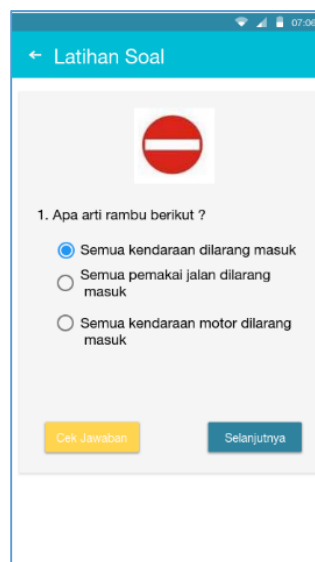 07:06
← Latihan Soal
1. Apa arti rambu berikut ?
Semua kendaraan dilarang masuk
Semua pemakai jalan dilarang
masuk
Semua kendaraan motor dilarang
masuk
Cek Jawaban
Selanjutnya